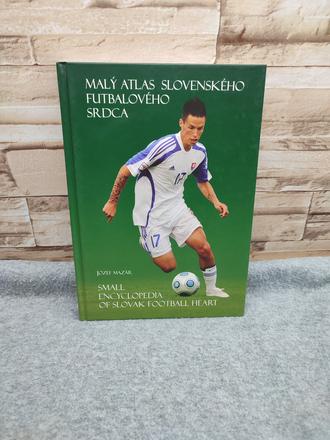 MALÝ ATLAS SLOVENSKÉHO
FUTBALOVÉHO
SRDCA
17
17
JOZEF MAZÁR
SMALL
ENCYCLOPEDIA
OF SLOVAK FOOTBALL HEART